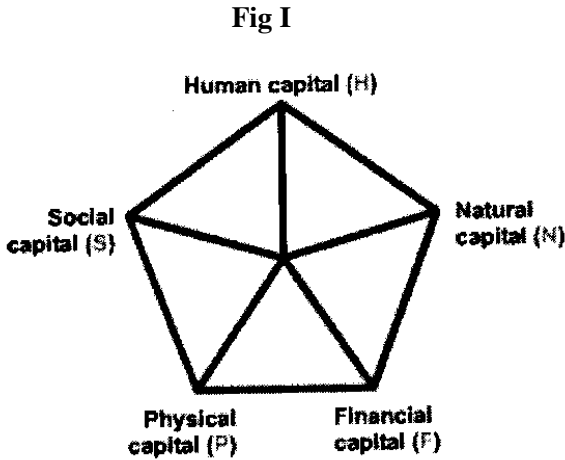 Fig I
Human capital (H)
Social
capital (S)
Natural
capital (N)
Physical
capital (P)
Financial
capital (F)